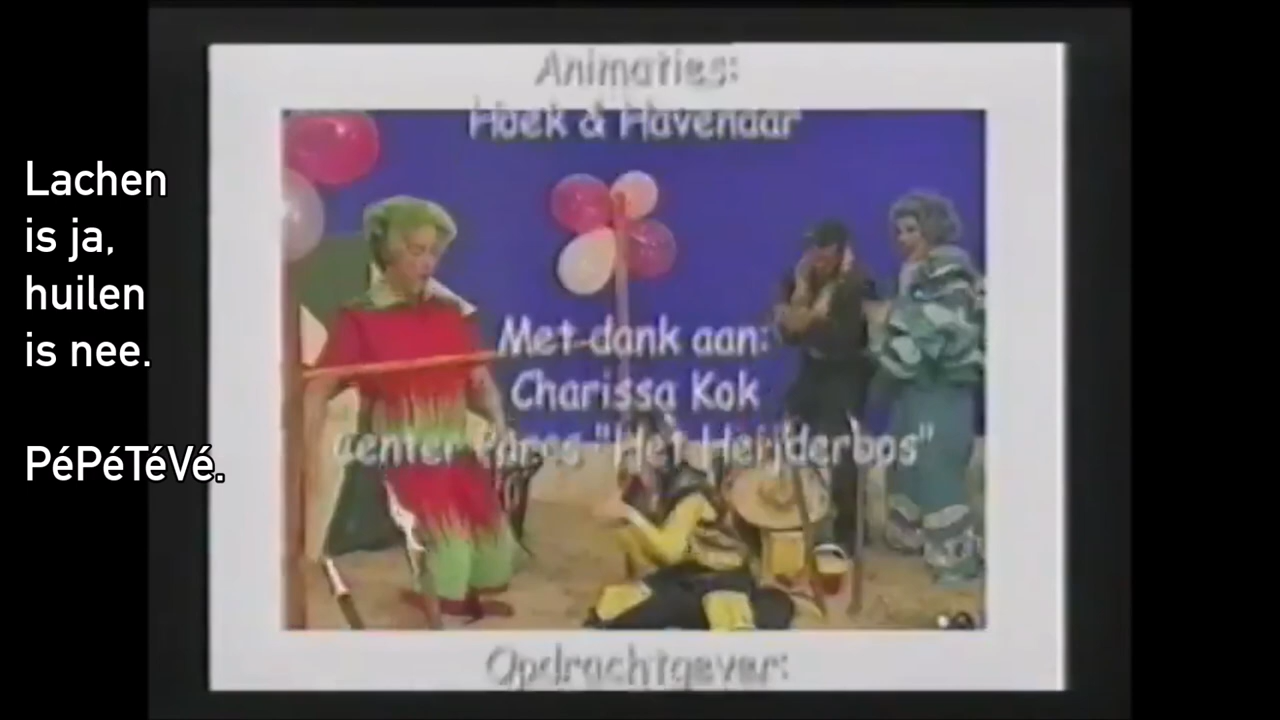 Lachen
is ja,
huilen
is nee.
PéPéTéVé.
Animaties:
Hoek & Havenaar
Met dank aan:
Charissa Kok
Center Parcs "Het Heijderbos"
Opdrachtgever: